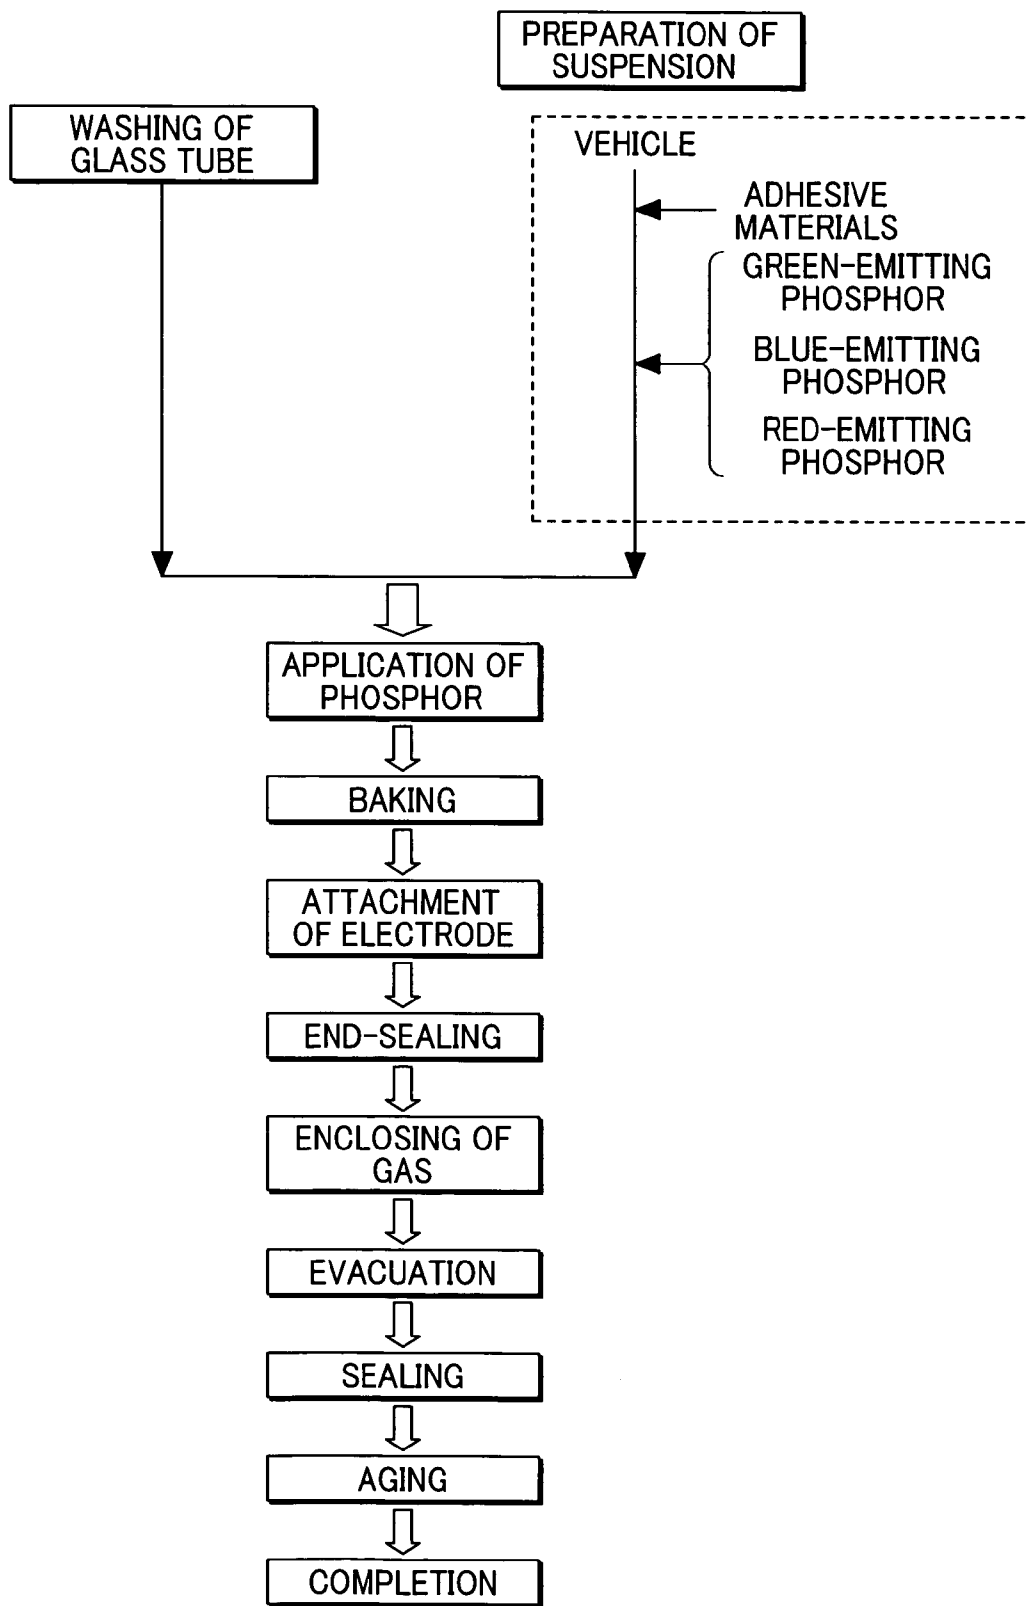 PREPARATION OF
SUSPENSION
WASHING OF
GLASS TUBE
VEHICLE
ADHESIVE
MATERIALS
GREEN-EMITTING
PHOSPHOR
BLUE-EMITTING
PHOSPHOR
RED-EMITTING
PHOSPHOR
APPLICATION OF
PHOSPHOR
BAKING
ATTACHMENT
OF ELECTRODE
END-SEALING
ENCLOSING OF
GAS
EVACUATION
SEALING
AGING
COMPLETION